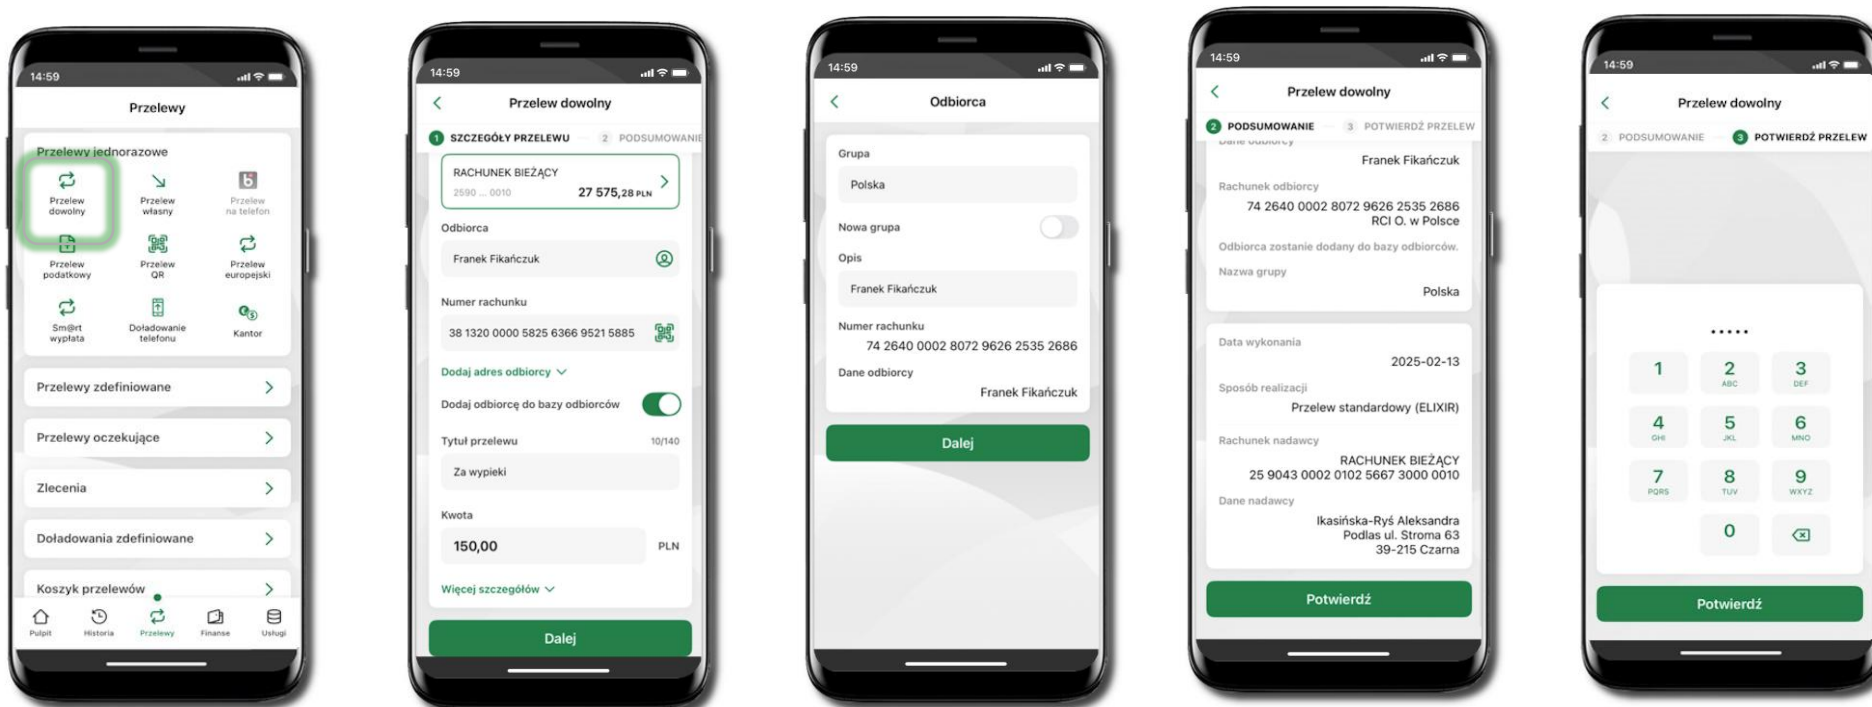 14:59
Przelewy
Przelewy jednorazowe
Przelew
dowolny
Przelew
własny
Przelew
na telefon
Przelew
podatkowy
Przelew
QR
Przelew
europejski
Sm@rt
wypłata
Doładowanie
telefonu
Kantor
Przelewy zdefiniowane
Przelewy oczekujące
Zlecenia
Doładowania zdefiniowane
Koszyk przelewów
Pulpit
Historia
Przelewy
Finanse
Usługi
14:59
Przelew dowolny
1 SZCZEGÓŁY PRZELEWU 2 PODSUMOWANIE
RACHUNEK BIEŻĄCY
2590 ... 0010 27 575,28 PLN
Odbiorca
Franek Fikańczuk
Numer rachunku
38 1320 0000 5825 6366 9521 5885
Dodaj adres odbiorcy
Dodaj odbiorcę do bazy odbiorców
Tytuł przelewu 10/140
Za wypieki
Kwota
150,00 PLN
Więcej szczegółów
Dalej
14:59
Odbiorca
Grupa
Polska
Nowa grupa
Opis
Franek Fikańczuk
Numer rachunku
74 2640 0002 8072 9626 2535 2686
Dane odbiorcy
Franek Fikańczuk
Dalej
14:59
Przelew dowolny
2 PODSUMOWANIE 3 POTWIERDŹ PRZELEW
Dane odbiorcy
Franek Fikańczuk
Rachunek odbiorcy
74 2640 0002 8072 9626 2535 2686
RCI O. w Polsce
Odbiorca zostanie dodany do bazy odbiorców.
Nazwa grupy
Polska
Data wykonania
2025-02-13
Sposób realizacji
Przelew standardowy (ELIXIR)
Rachunek nadawcy
RACHUNEK BIEŻĄCY
25 9043 0002 0102 5667 3000 0010
Dane nadawcy
Ikasińska-Ryś Aleksandra
Podlas ul. Stroma 63
39-215 Czarna
Potwierdź
14:59
Przelew dowolny
2 PODSUMOWANIE 3 POTWIERDŹ PRZELEW
1 2 3
ABC DEF
4 5 6
GHI JKL MNO
7 8 9
PQRS TUV WXYZ
0
Potwierdź